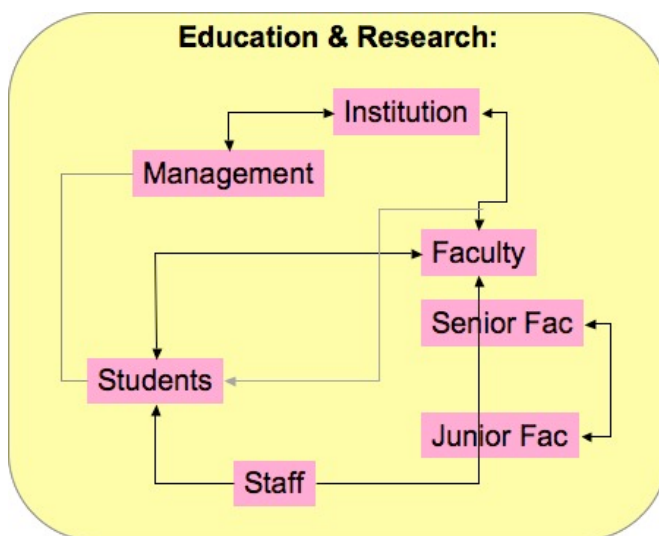 Education & Research:
Institution
Management
Faculty
Senior Fac
Students
Junior Fac
Staff